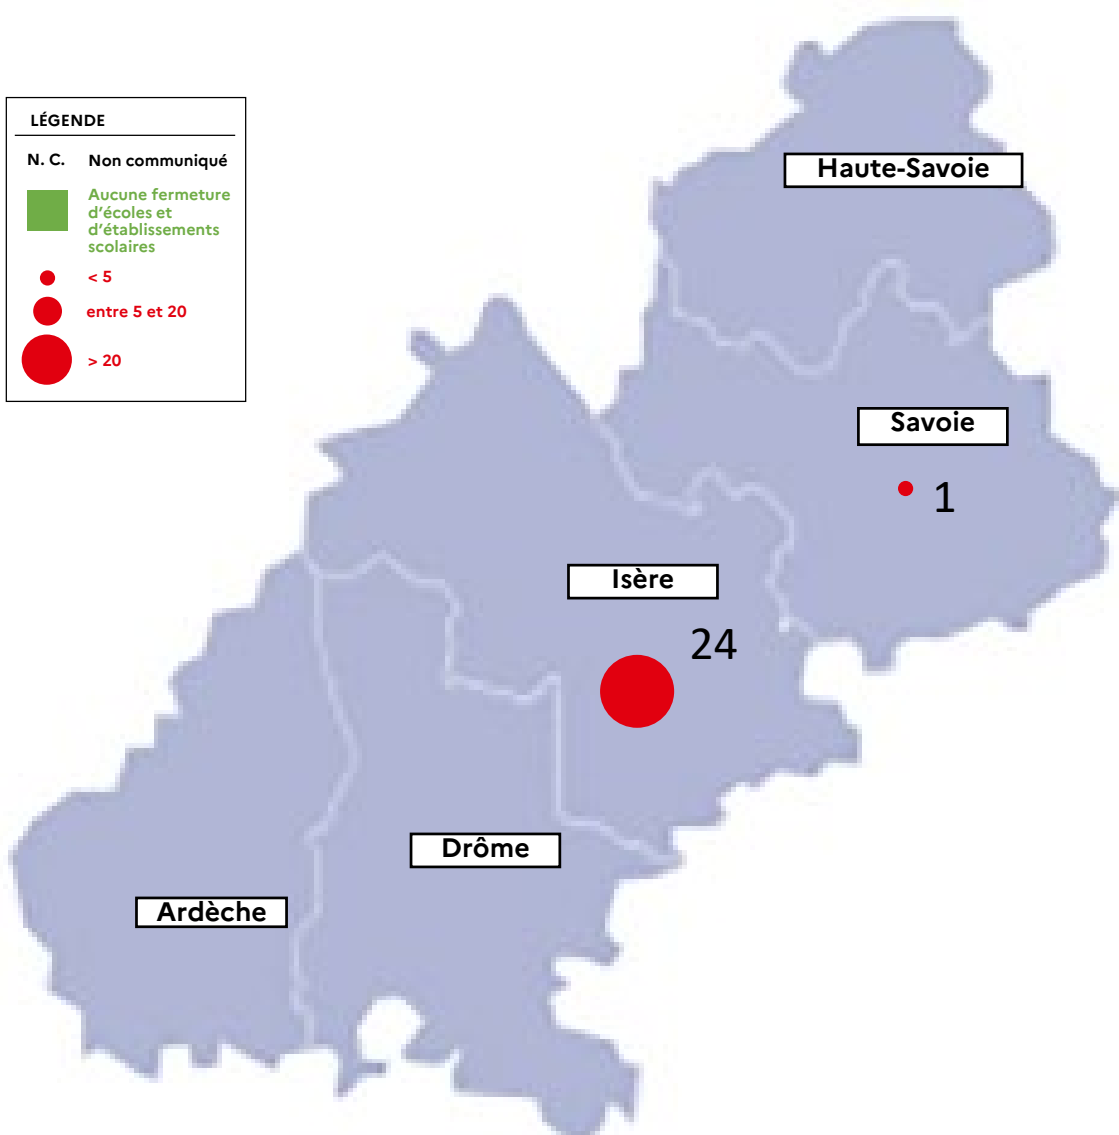 LÉGENDE
N. C. Non communiqué
Aucune fermeture
d'écoles et
d'établissements
scolaires
< 5
entre 5 et 20
> 20
Haute-Savoie
Savoie
1
Isère
24
Drôme
Ardèche